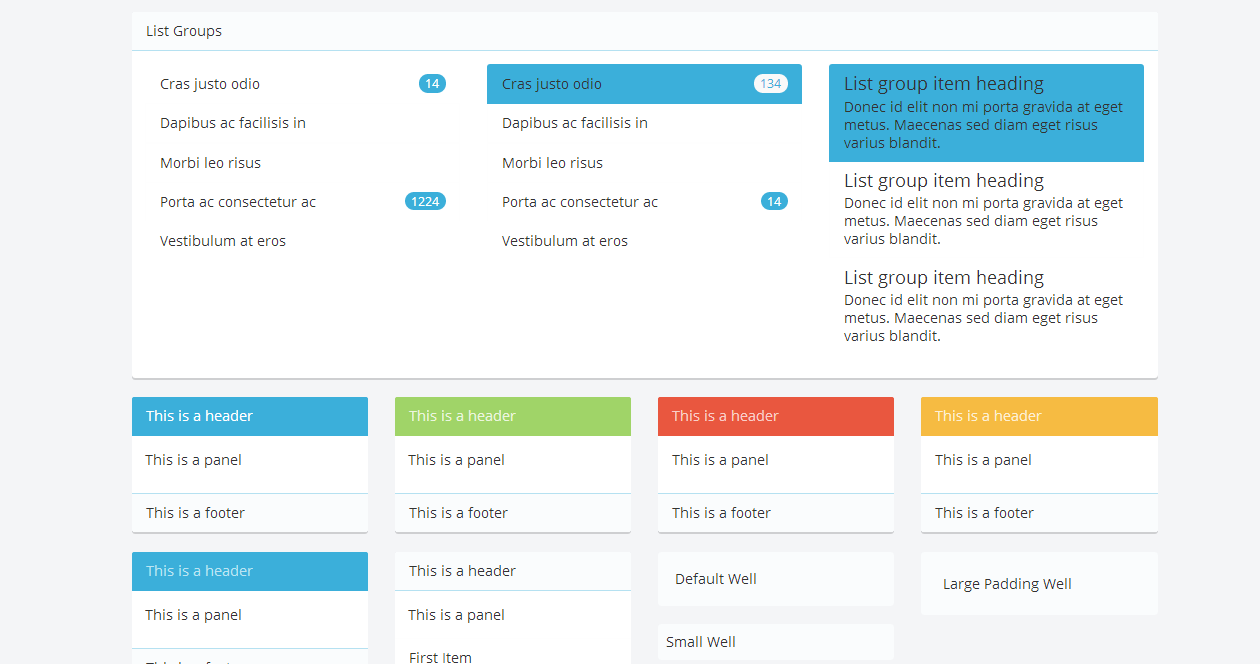 List Groups
Cras justo odio 14
Dapibus ac facilisis in
Morbi leo risus
Porta ac consectetur ac 1224
Vestibulum at eros
Cras justo odio 134
Dapibus ac facilisis in
Morbi leo risus
Porta ac consectetur ac 14
Vestibulum at eros
List group item heading
Donec id elit non mi porta gravida at eget
metus. Maecenas sed diam eget risus
varius blandit.
List group item heading
Donec id elit non mi porta gravida at eget
metus. Maecenas sed diam eget risus
varius blandit.
List group item heading
Donec id elit non mi porta gravida at eget
metus. Maecenas sed diam eget risus
varius blandit.
This is a header
This is a panel
This is a footer
This is a header
This is a panel
This is a footer
This is a header
This is a panel
This is a footer
This is a header
This is a panel
This is a footer
This is a header
This is a panel
This is a header
This is a panel
First Item
Default Well
Small Well
Large Padding Well